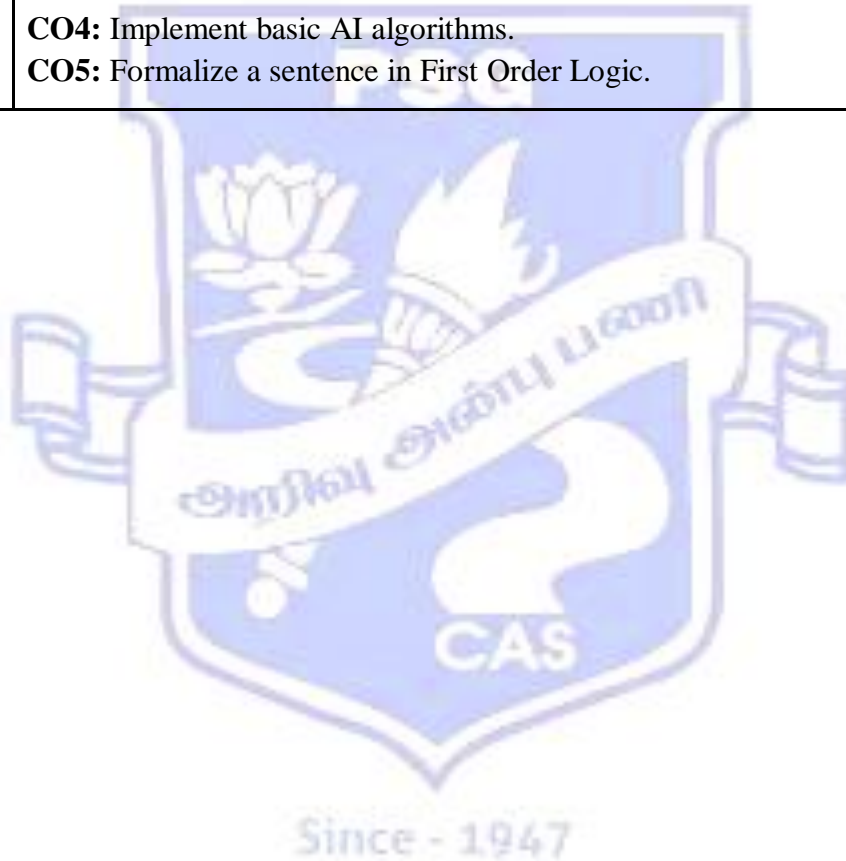 CO4: Implement basic AI algorithms.
CO5: Formalize a sentence in First Order Logic.
PSG
அறிவு அன்பு பணி
CAS
Since - 1947